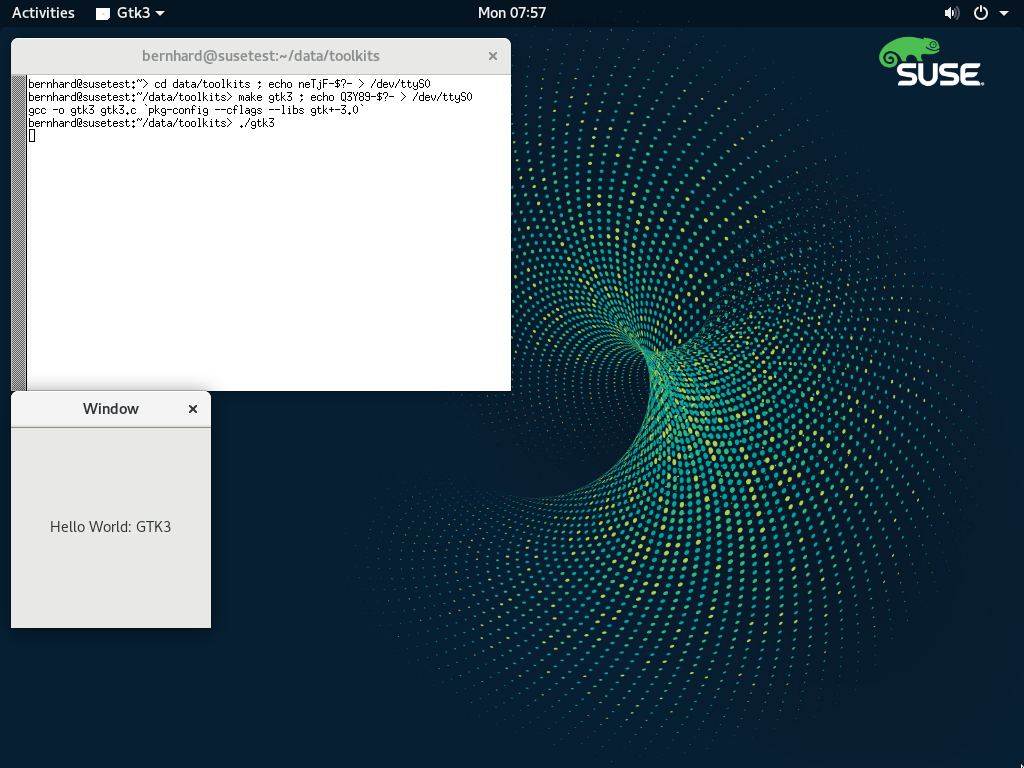 Activities Gtk3 Mon 07:57
SUSE
bernhard@susetest:~/data/toolkits
bernhard@susetest:~> cd data/toolkits ; echo neTjF-$?- > /dev/ttyS0
bernhard@susetest:~/data/toolkits> make gtk3 ; echo Q3Y89-$?- > /dev/ttyS0
gcc -o gtk3 gtk3.c `pkg-config --cflags --libs gtk+-3.0`
bernhard@susetest:~/data/toolkits> ./gtk3
Window
Hello World: GTK3